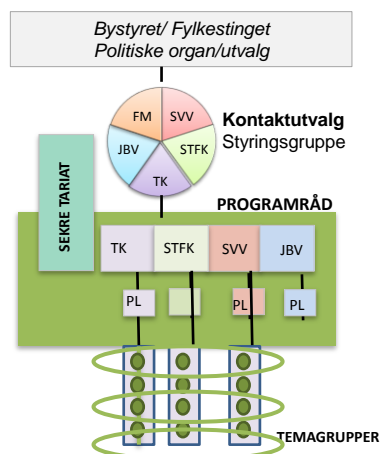 Bystyret/ Fylkestinget
Politiske organ/utvalg
FM
SVV
JBV
STFK
TK
Kontaktutvalg
Styringsgruppe
SEKRE TARIAT
PROGRAMRÅD
TK
STFK
SVV
JBV
PL
PL
PL
TEMAGRUPPER